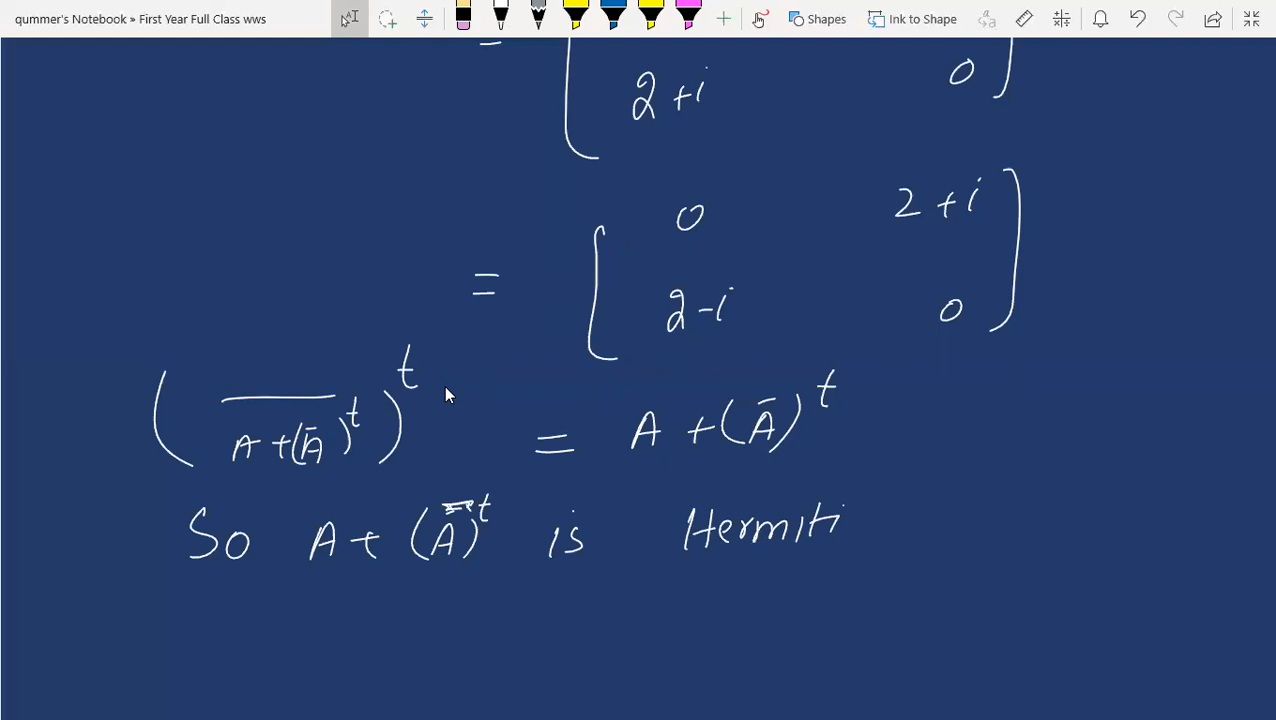 qummer's Notebook » First Year Full Class wws
Shapes Ink to Shape
=
2+i 0
0 2+i
=
2-i 0
( A+(Ā)^t )^t = A+(Ā)^t
So A+(Ā)^t is Hermiti